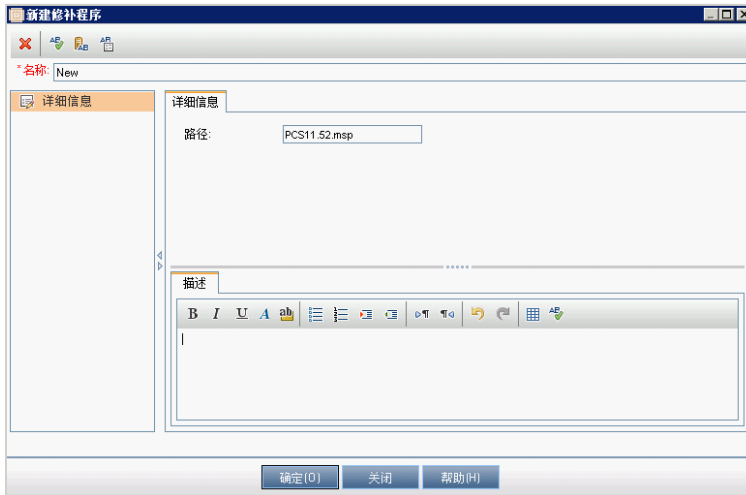 新建修补程序
*名称: New
详细信息
详细信息
路径: PCS11.52.msp
描述
B I U A ab
确定(O) 关闭 帮助(H)